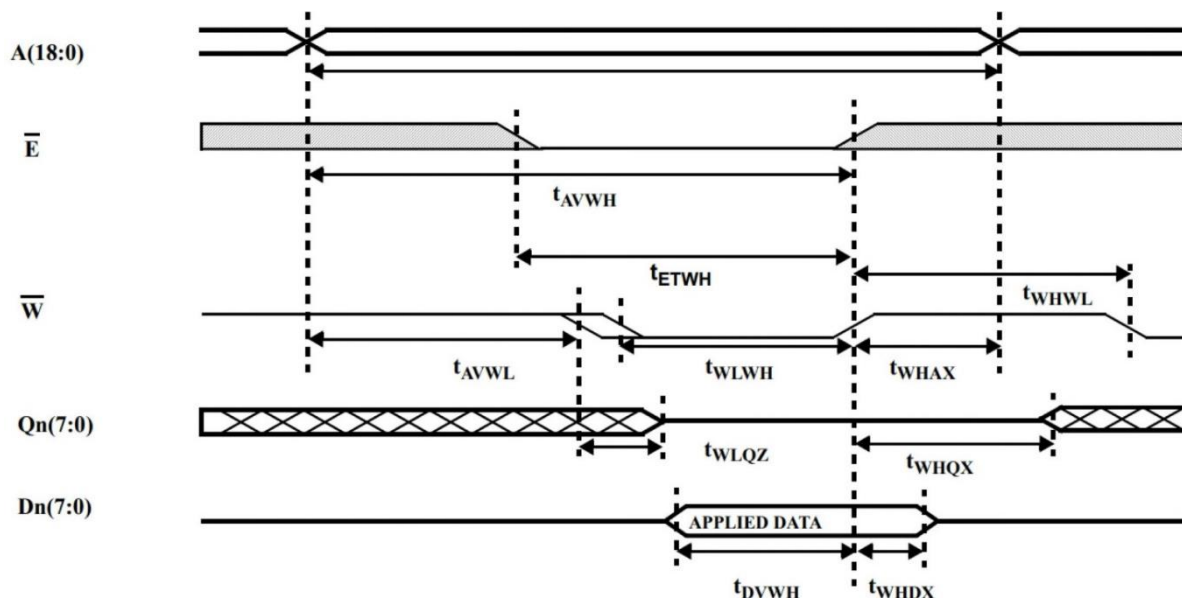 A(18:0)
E
tAVWH
tETWH
tWHWL
W
tAVWL
tWLWH
tWHAX
Qn(7:0)
tWLQZ
tWHQX
Dn(7:0)
APPLIED DATA
tDVWH
tWHDX